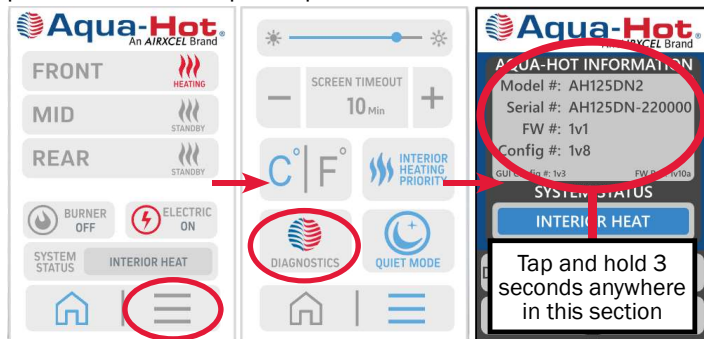 Aqua-Hot®
An AIRXCEL Brand
FRONT
HEATING
MID
STANDBY
REAR
STANDBY
BURNER
OFF
ELECTRIC
ON
SYSTEM
STATUS
INTERIOR HEAT
SCREEN TIMEOUT
10 Min
C° F°
INTERIOR
HEATING
PRIORITY
DIAGNOSTICS
QUIET MODE
Aqua-Hot®
AIRXCEL Brand
AQUA-HOT INFORMATION
Model #: AH125DN2
Serial #: AH125DN-220000
FW #: 1v1
Config #: 1v8
GUI Config #: 1v3
1v10a
SYSTEM STATUS
INTERIOR HEAT
Tap and hold 3
seconds anywhere
in this section